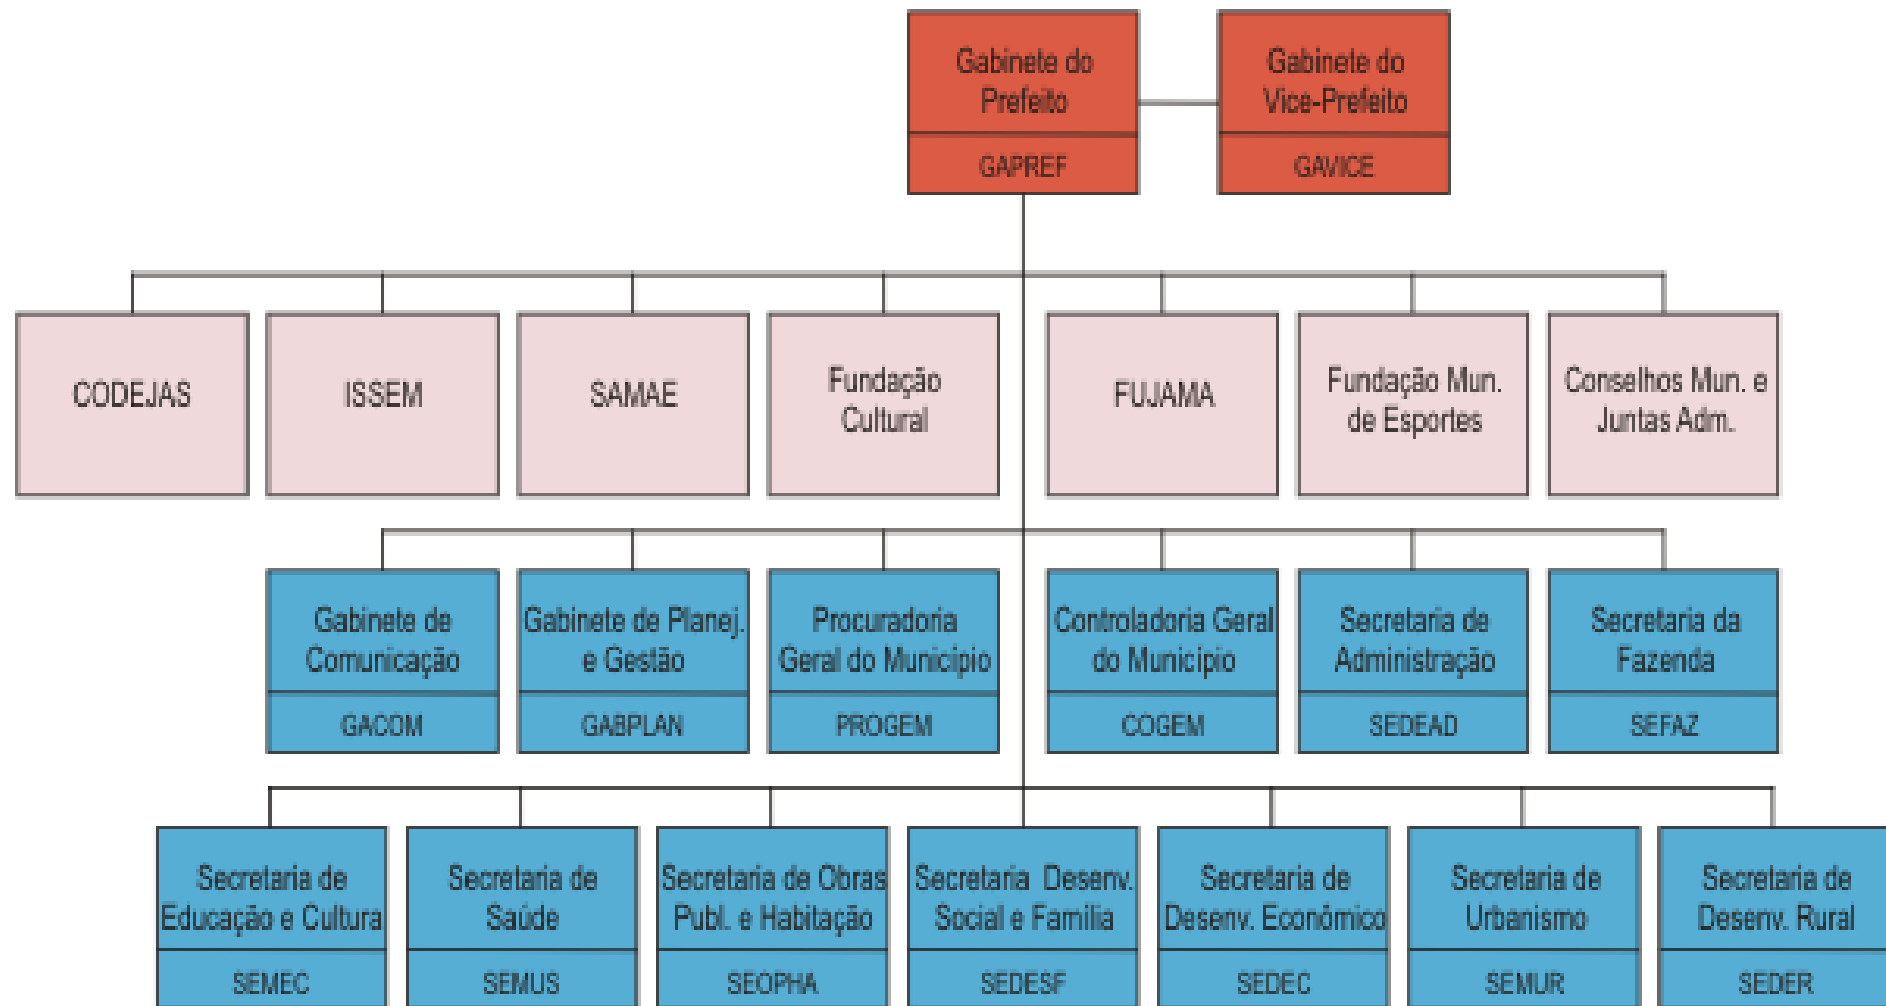 Gabinete do
Prefeito
GAPREF
Gabinete do
Vice-Prefeito
GAVICE
CODEJAS
ISSEM
SAMAE
Fundação
Cultural
FUJAMA
Fundação Mun.
de Esportes
Conselhos Mun. e
Juntas Adm.
Gabinete de
Comunicação
GACOM
Gabinete de Planej.
e Gestão
GABPLAN
Procuradoria
Geral do Município
PROGEM
Controladoria Geral
do Município
COGEM
Secretaria de
Administração
SEDEAD
Secretaria da
Fazenda
SEFAZ
Secretaria de
Educação e Cultura
SEMEC
Secretaria de
Saúde
SEMUS
Secretaria de Obras
Publ. e Habitação
SEOPHA
Secretaria Desenv.
Social e Familia
SEDESF
Secretaria de
Desenv. Econômico
SEDEC
Secretaria de
Urbanismo
SEMUR
Secretaria de
Desenv. Rural
SEDER